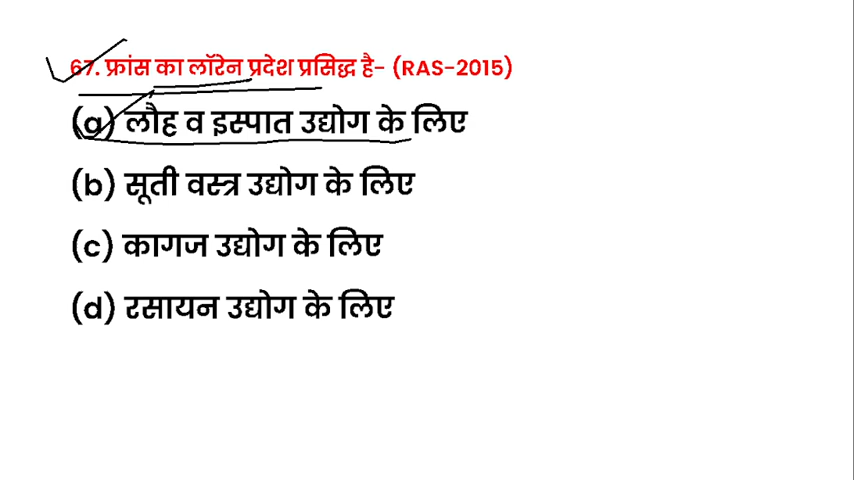 67. फ्रांस का लॉरेन प्रदेश प्रसिद्ध है- (RAS-2015)
(a) लौह व इस्पात उद्योग के लिए
(b) सूती वस्त्र उद्योग के लिए
(c) कागज उद्योग के लिए
(d) रसायन उद्योग के लिए